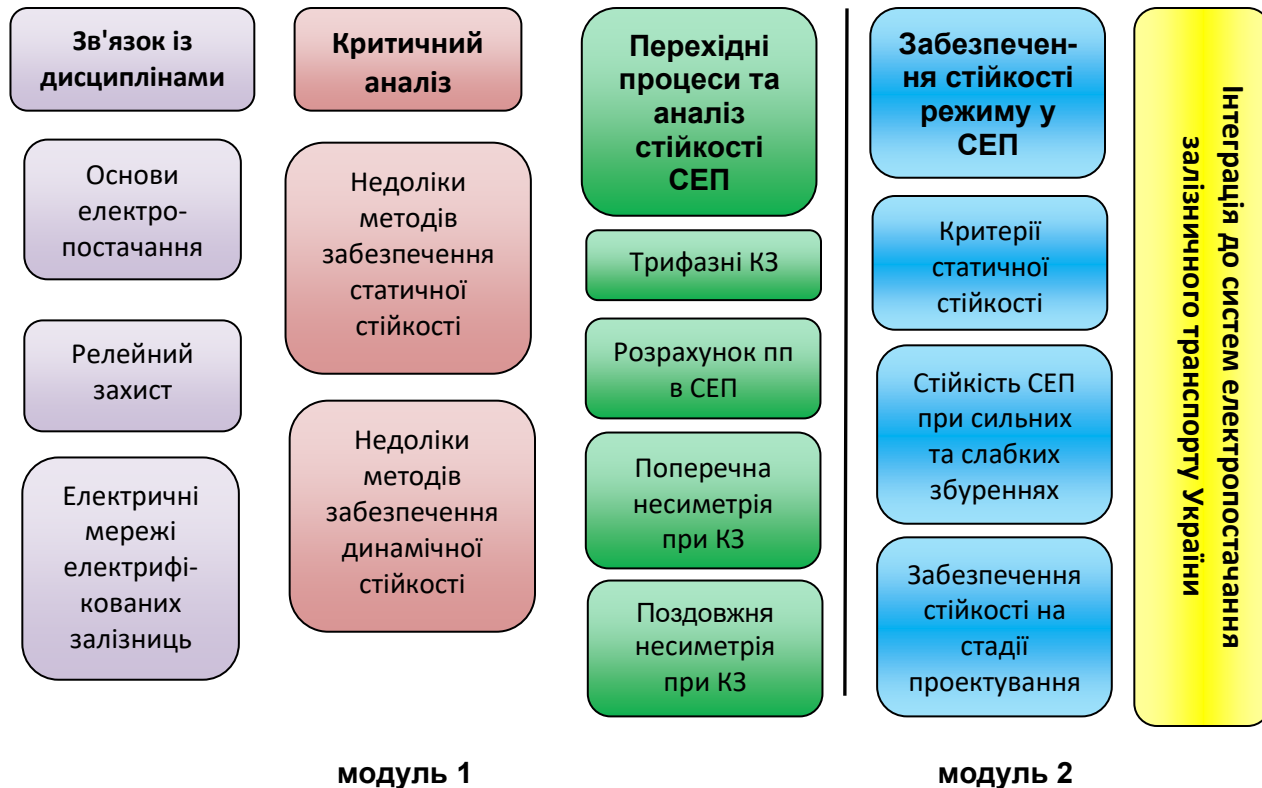 Зв'язок із
дисциплінами
Основи
електро-
постачання
Релейний
захист
Електричні
мережі
електрифі-
кованих
залізниць
Критичний
аналіз
Недоліки
методів
забезпечення
статичної
стійкості
Недоліки
методів
забезпечення
динамічної
стійкості
Перехідні
процеси та
аналіз
стійкості
СЕП
Трифазні КЗ
Розрахунок пп
в СЕП
Поперечна
несиметрія
при КЗ
Поздовжня
несиметрія
при КЗ
модуль 1
Забезпечен-
ня стійкості
режиму у
СЕП
Критерії
статичної
стійкості
Стійкість СЕП
при сильних
та слабких
збуреннях
Забезпечення
стійкості на
стадії
проектування
модуль 2
Інтеграція до систем електропостачання
залізничного транспорту України